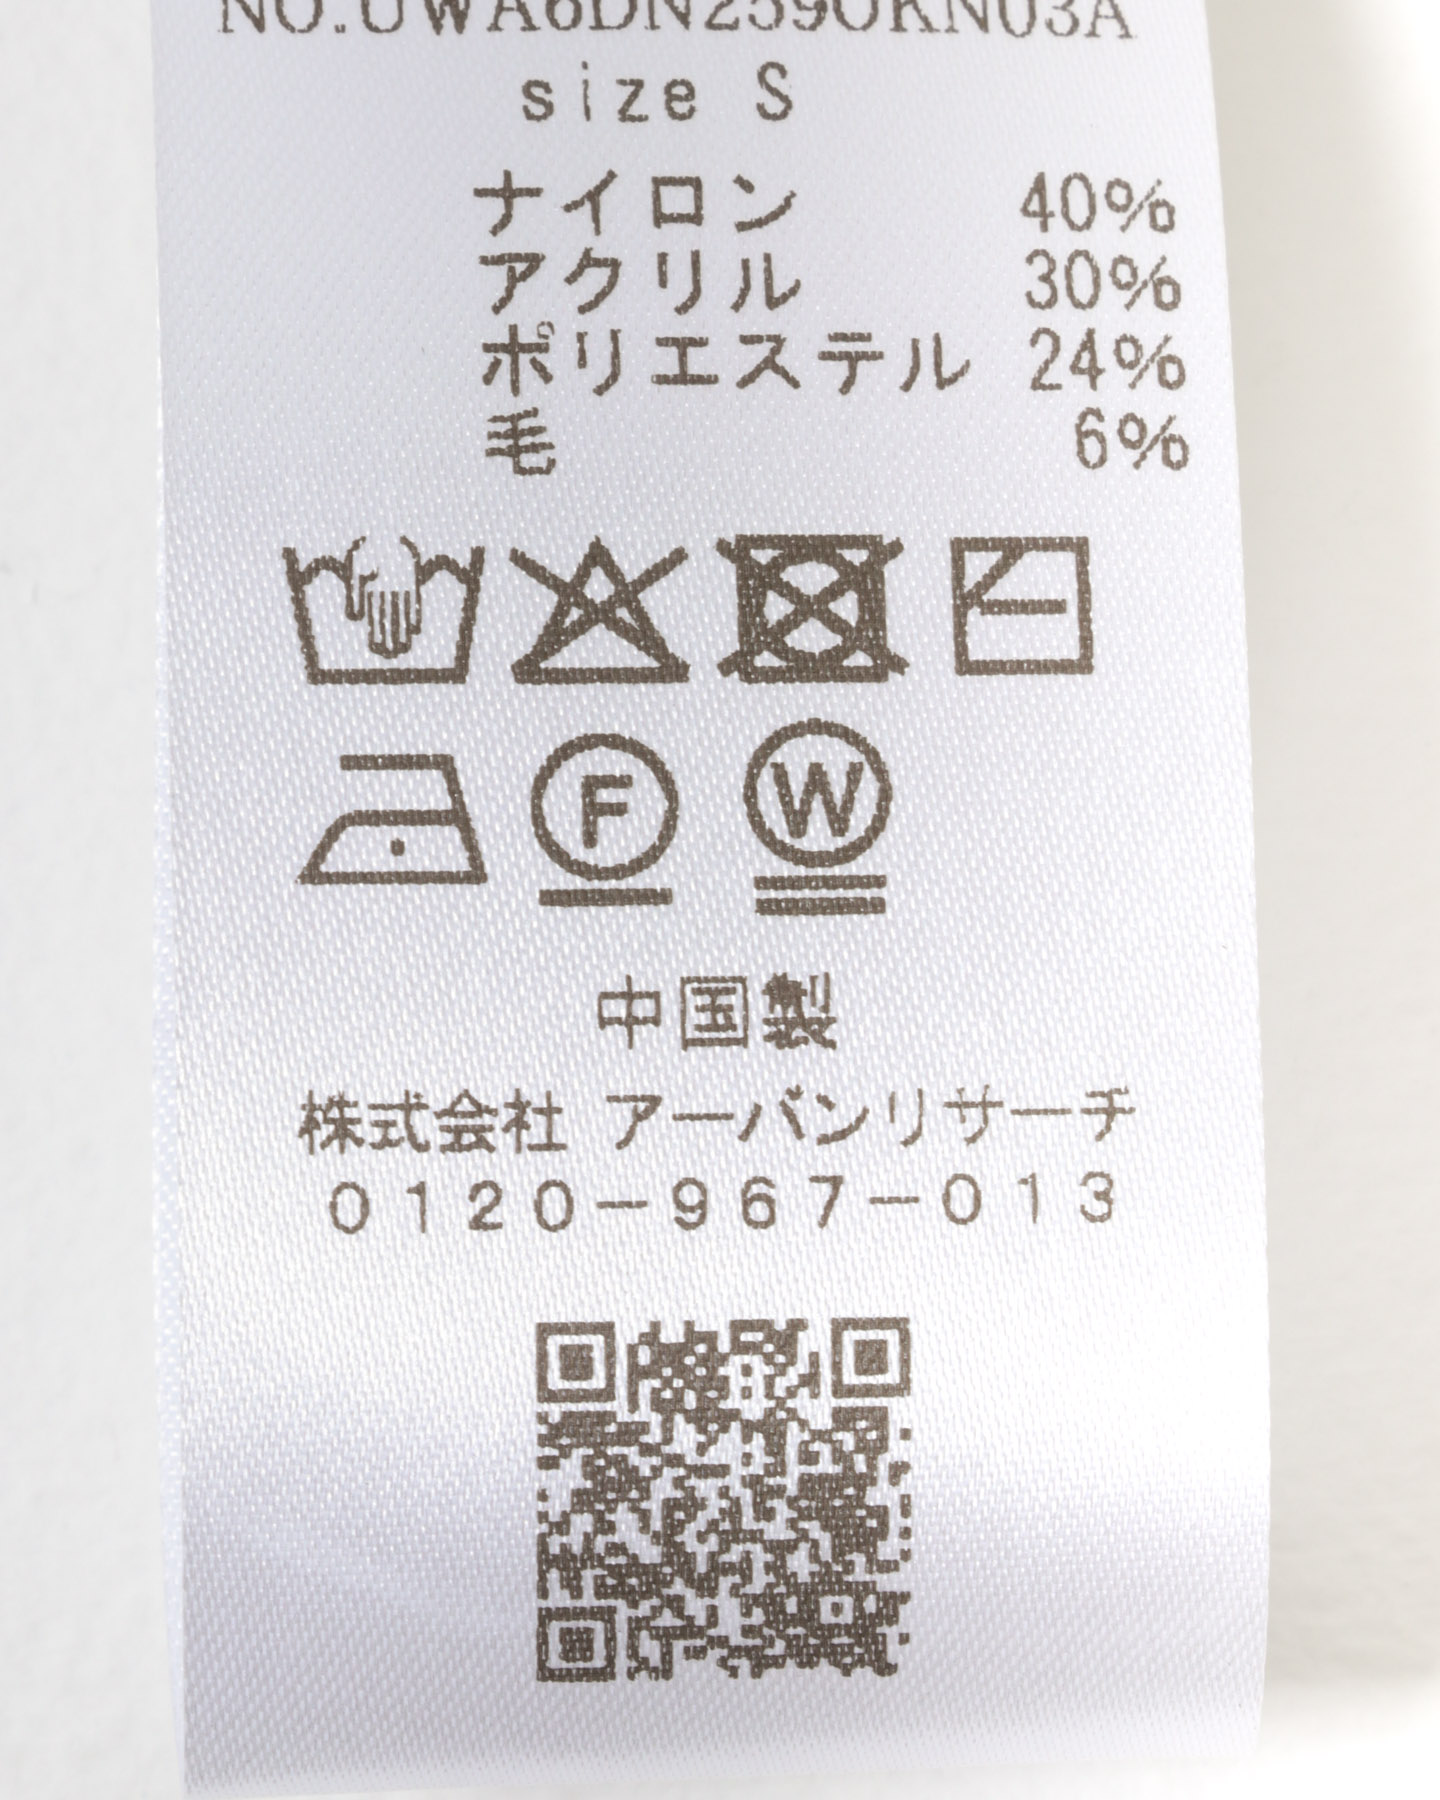 NO.UWA6DN259OKN03A
size S
ナイロン 40%
アクリル 30%
ポリエステル 24%
毛 6%
F W
中国製
株式会社 アーバンリサーチ
0120-967-013